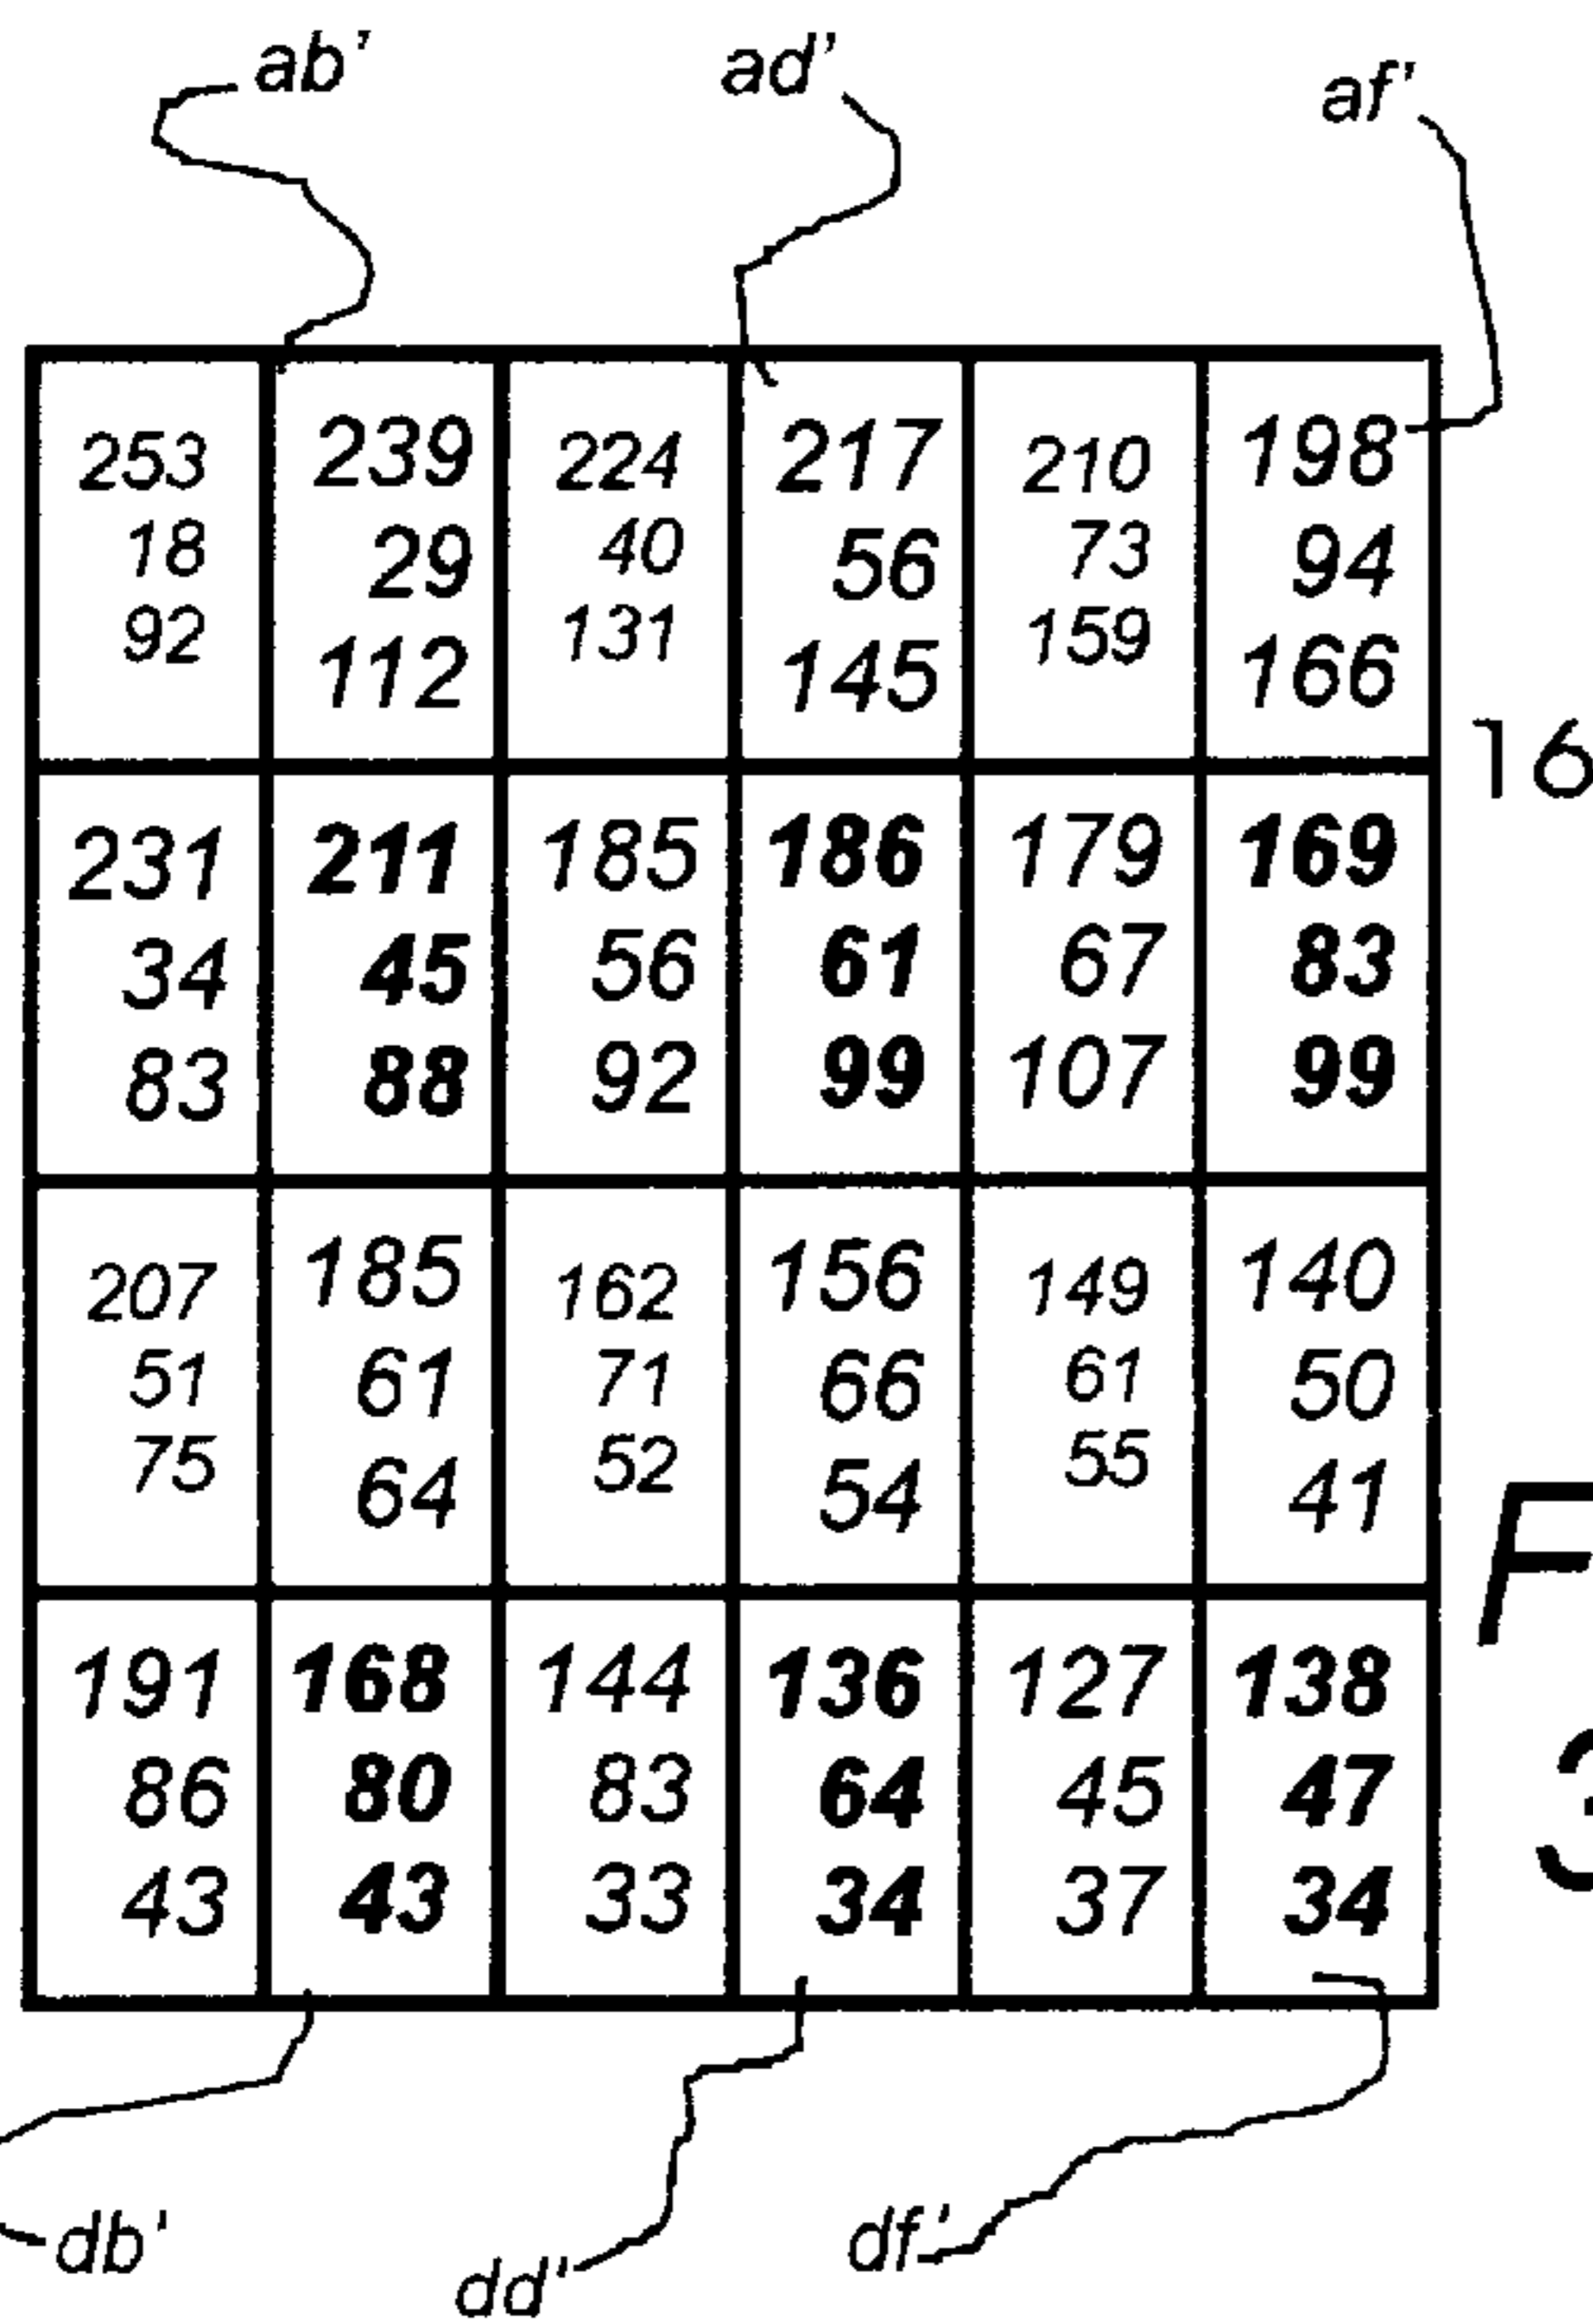 ab' ad' af'
253 239 224 217 210 198
18 29 40 56 73 94
92 112 131 145 159 166
16
231 211 185 186 179 169
34 45 56 61 67 83
83 88 92 99 107 99
207 185 162 156 149 140
51 61 71 66 61 50
75 64 52 54 55 41
F
191 168 144 136 127 138
86 80 83 64 45 47
43 43 33 34 37 34
db' dd' df'